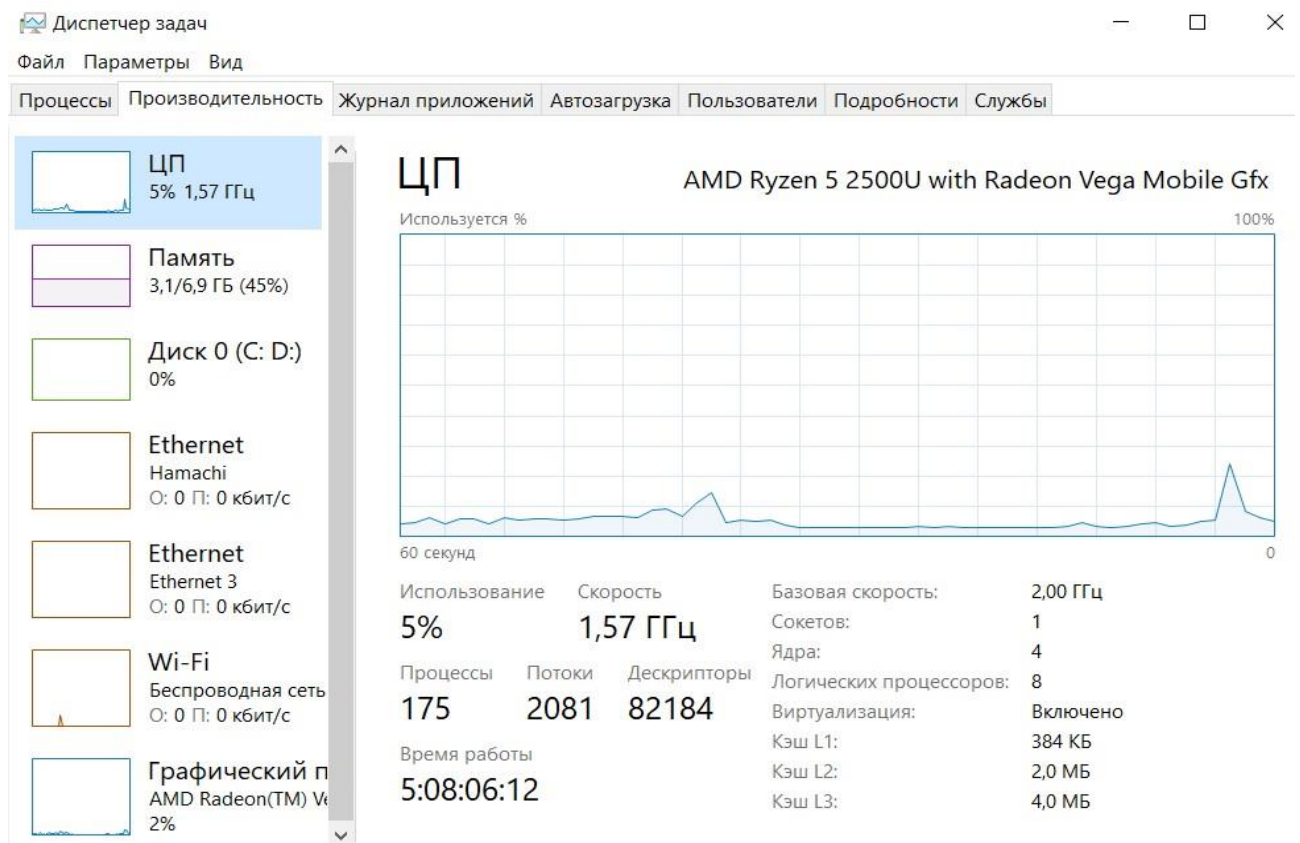 Диспетчер задач
Файл Параметры Вид
Процессы Производительность Журнал приложений Автозагрузка Пользователи Подробности Службы
ЦП
5% 1,57 ГГц
Память
3,1/6,9 ГБ (45%)
Диск 0 (C: D:)
0%
Ethernet
Hamachi
О: 0 П: 0 кбит/с
Ethernet
Ethernet 3
О: 0 П: 0 кбит/с
Wi-Fi
Беспроводная сеть
О: 0 П: 0 кбит/с
Графический п
AMD Radeon(TM) Ve
2%
ЦП AMD Ryzen 5 2500U with Radeon Vega Mobile Gfx
Используется % 100%
60 секунд 0
Использование Скорость
5% 1,57 ГГц
Процессы Потоки Дескрипторы
175 2081 82184
Время работы
5:08:06:12
Базовая скорость: 2,00 ГГц
Сокетов: 1
Ядра: 4
Логических процессоров: 8
Виртуализация: Включено
Кэш L1: 384 КБ
Кэш L2: 2,0 МБ
Кэш L3: 4,0 МБ